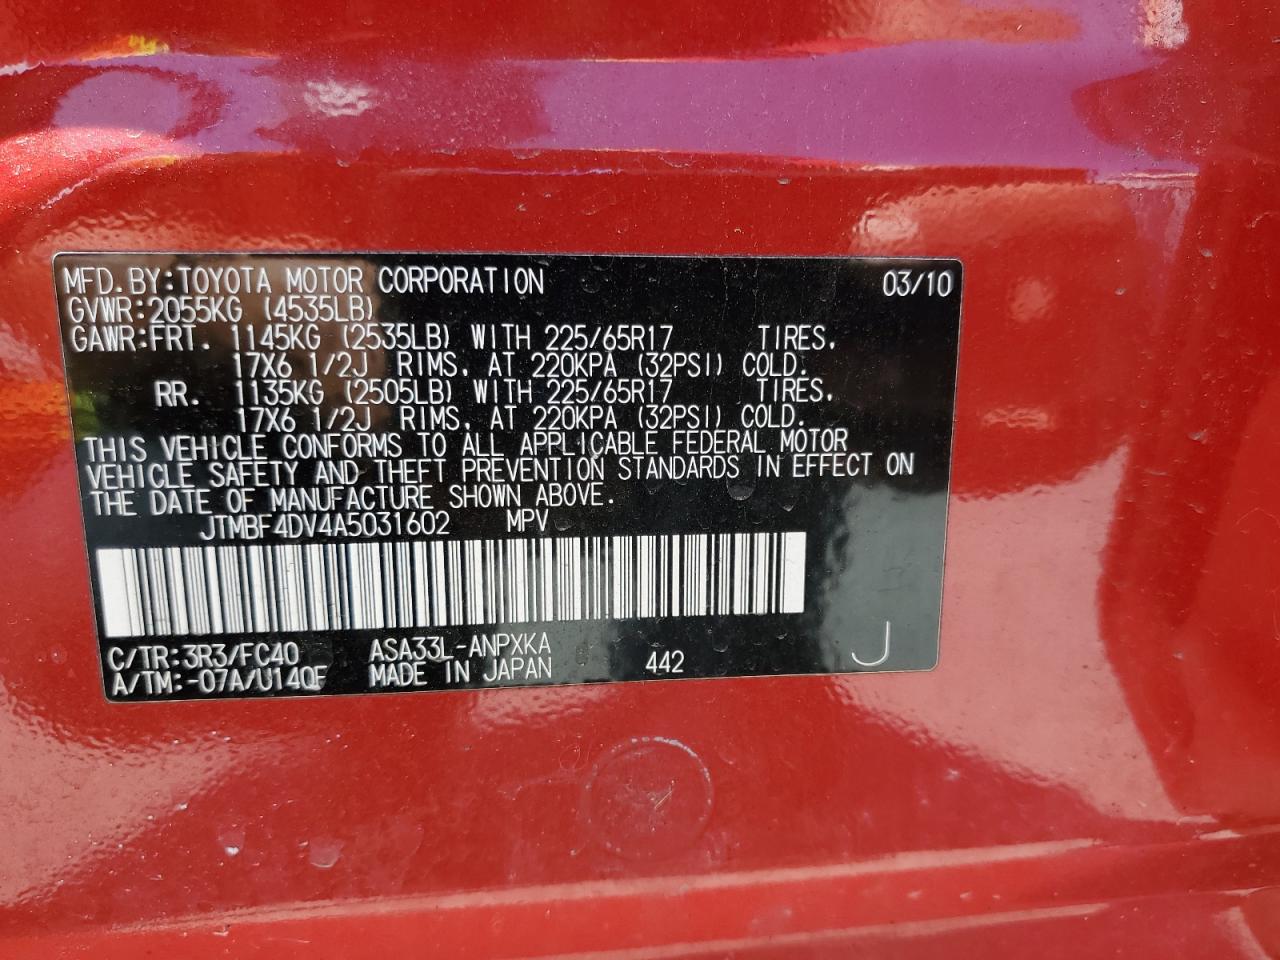 MFD. BY: TOYOTA MOTOR CORPORATION 03/10
GVWR: 2055KG (4535LB)
GAWR: FRT. 1145KG (2535LB) WITH 225/65R17 TIRES,
17X6 1/2J RIMS, AT 220KPA (32PSI) COLD.
RR. 1135KG (2505LB) WITH 225/65R17 TIRES,
17X6 1/2J RIMS, AT 220KPA (32PSI) COLD.
THIS VEHICLE CONFORMS TO ALL APPLICABLE FEDERAL MOTOR
VEHICLE SAFETY AND THEFT PREVENTION STANDARDS IN EFFECT ON
THE DATE OF MANUFACTURE SHOWN ABOVE.
JTMBF4DV4A5031602 MPV
C/TR: 3R3/FC40 ASA33L-ANPXKA 442 J
A/TM: -07A/U140F MADE IN JAPAN